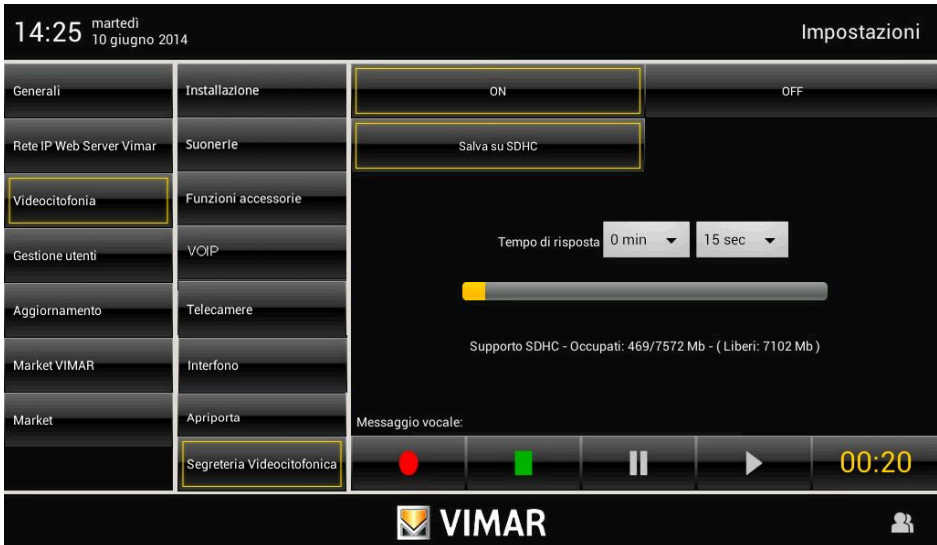 14:25
martedì
10 giugno 2014
Impostazioni
Generali
Rete IP Web Server Vimar
Videocitofonia
Gestione utenti
Aggiornamento
Market VIMAR
Market
Installazione
Suonerie
Funzioni accessorie
VOIP
Telecamere
Interfono
Apriporta
Segreteria Videocitofonica
ON
OFF
Salva su SDHC
Tempo di risposta 0 min 15 sec
Supporto SDHC - Occupati: 469/7572 Mb - ( Liberi: 7102 Mb )
Messaggio vocale:
00:20
VIMAR